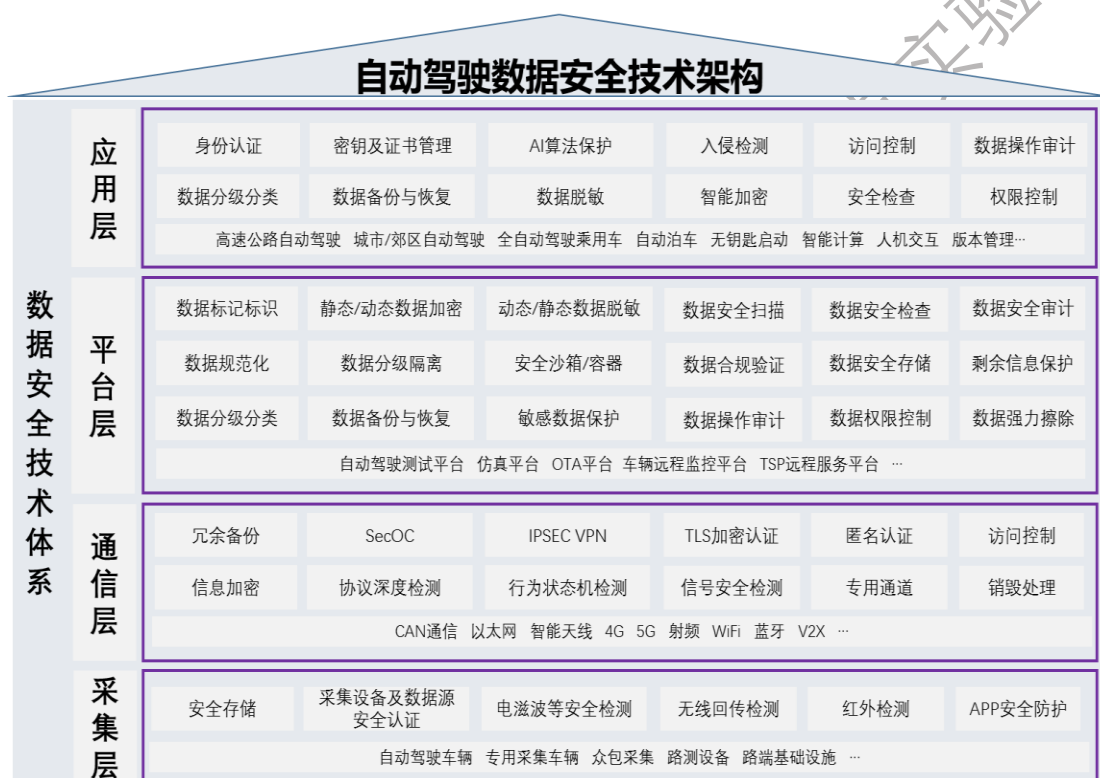 实验
自动驾驶数据安全技术架构
数据安全技术体系
应用层
身份认证 密钥及证书管理 AI算法保护 入侵检测 访问控制 数据操作审计
数据分级分类 数据备份与恢复 数据脱敏 智能加密 安全检查 权限控制
高速公路自动驾驶 城市/郊区自动驾驶 全自动驾驶乘用车 自动泊车 无钥匙启动 智能计算 人机交互 版本管理…
平台层
数据标记标识 静态/动态数据加密 动态/静态数据脱敏 数据安全扫描 数据安全检查 数据安全审计
数据规范化 数据分级隔离 安全沙箱/容器 数据合规验证 数据安全存储 剩余信息保护
数据分级分类 数据备份与恢复 敏感数据保护 数据操作审计 数据权限控制 数据强力擦除
自动驾驶测试平台 仿真平台 OTA平台 车辆远程监控平台 TSP远程服务平台 …
通信层
冗余备份 SecOC IPSEC VPN TLS加密认证 匿名认证 访问控制
信息加密 协议深度检测 行为状态机检测 信号安全检测 专用通道 销毁处理
CAN通信 以太网 智能天线 4G 5G 射频 WiFi 蓝牙 V2X …
采集层
安全存储 采集设备及数据源 电滋波等安全检测 无线回传检测 红外检测 APP安全防护
安全认证
自动驾驶车辆 专用采集车辆 众包采集 路测设备 路端基础设施 …